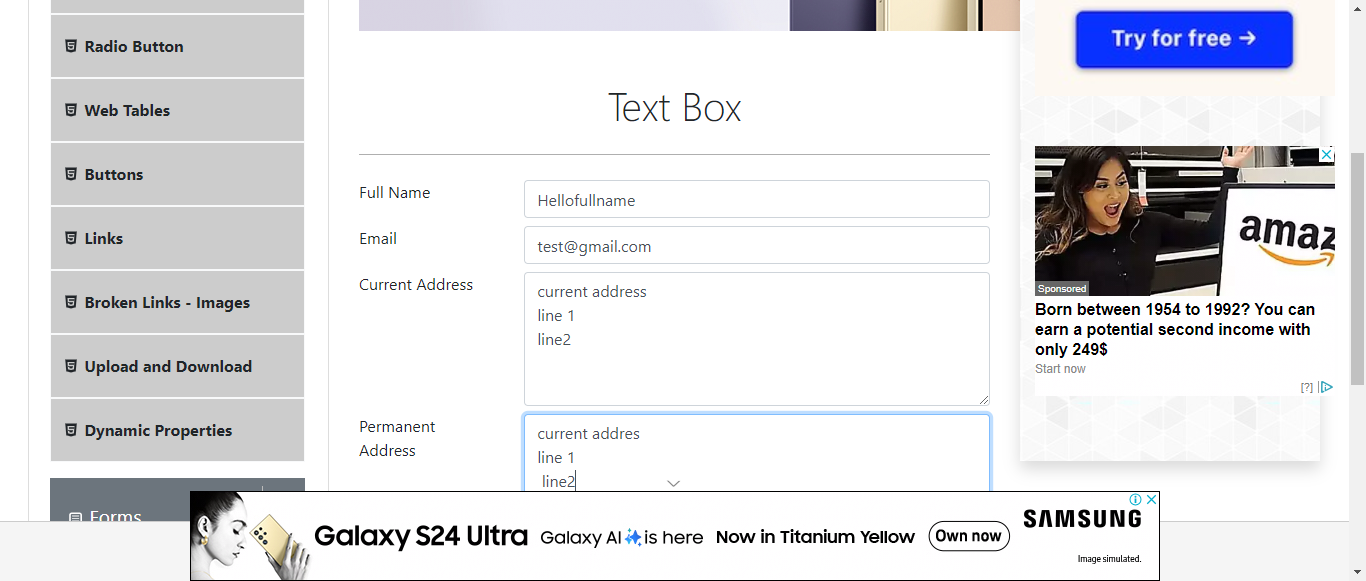 Radio Button
Web Tables
Buttons
Links
Broken Links - Images
Upload and Download
Dynamic Properties
Forms
Text Box
Full Name
Hellofullname
Email
test@gmail.com
Current Address
current address
line 1
line2
Permanent
Address
current addres
line 1
line2
Try for free →
amaz
Sponsored
Born between 1954 to 1992? You can
earn a potential second income with
only 249$
Start now
[?]
Galaxy S24 Ultra
Galaxy AI is here
Now in Titanium Yellow
Own now
SAMSUNG
Image simulated.